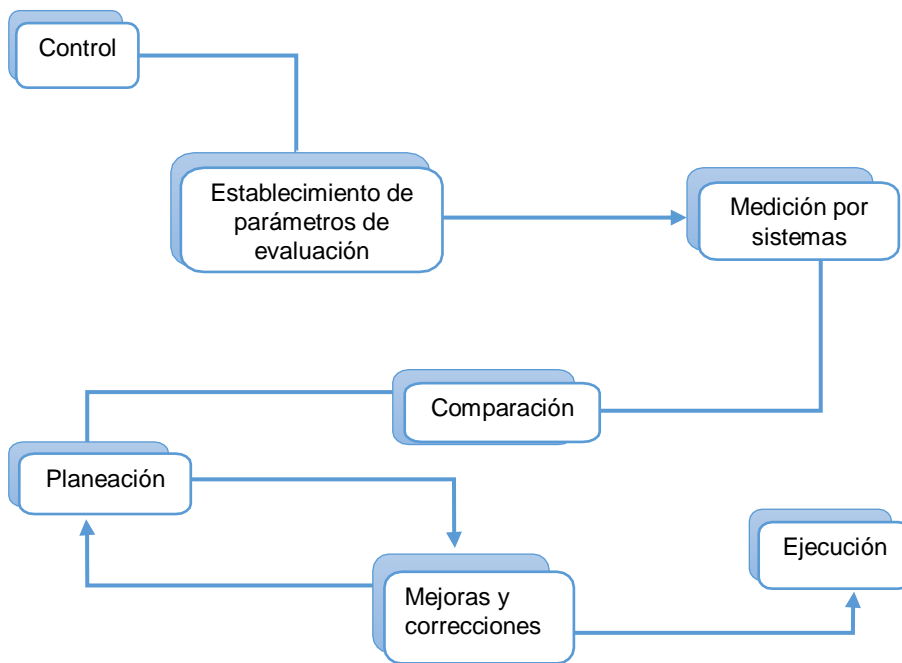 Control
Establecimiento de
parámetros de
evaluación
Medición por
sistemas
Comparación
Planeación
Ejecución
Mejoras y
correcciones